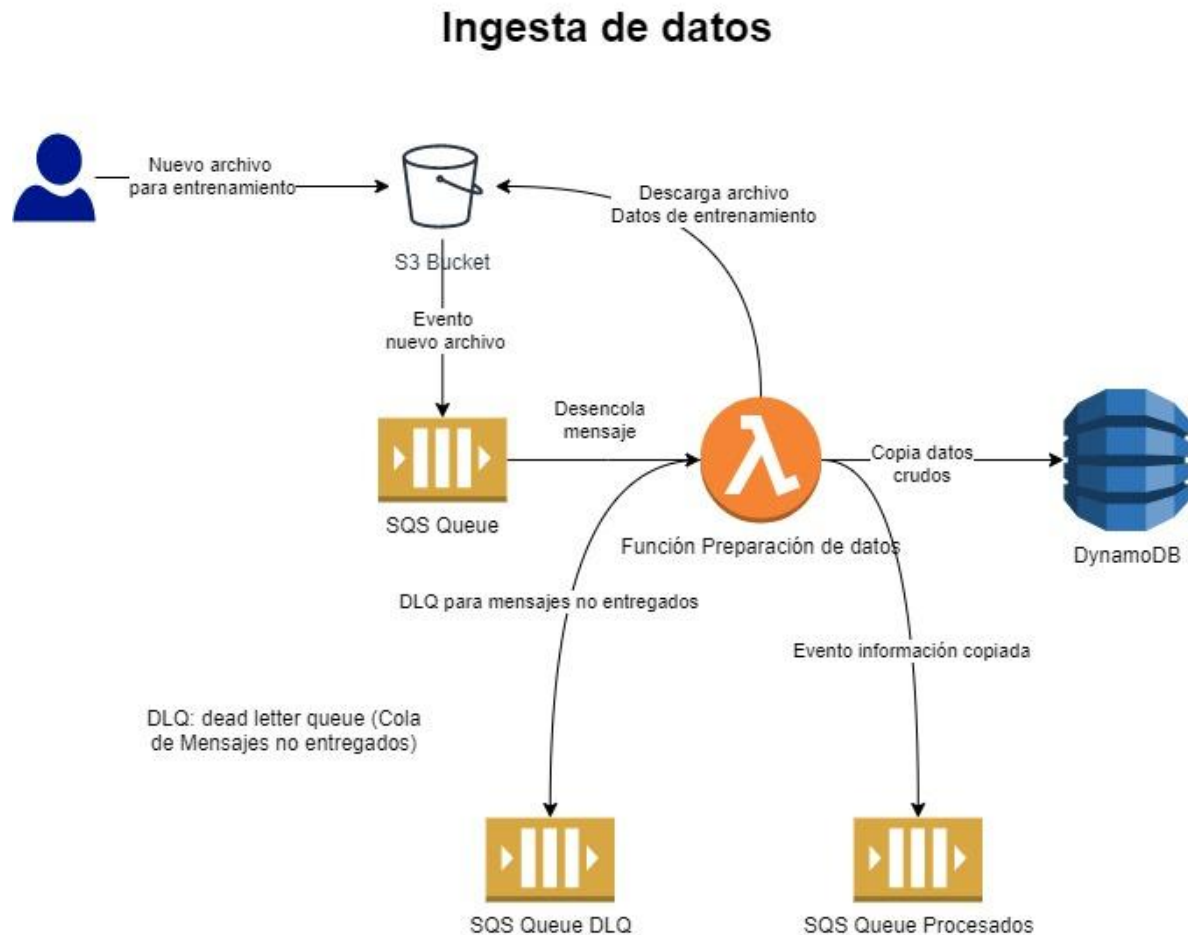 Ingesta de datos
Nuevo archivo
para entrenamiento
Descarga archivo
Datos de entrenamiento
S3 Bucket
Evento
nuevo archivo
Desencola
mensaje
Copia datos
crudos
SQS Queue
Función Preparación de datos
DynamoDB
DLQ para mensajes no entregados
Evento información copiada
DLQ: dead letter queue (Cola
de Mensajes no entregados)
SQS Queue DLQ
SQS Queue Procesados